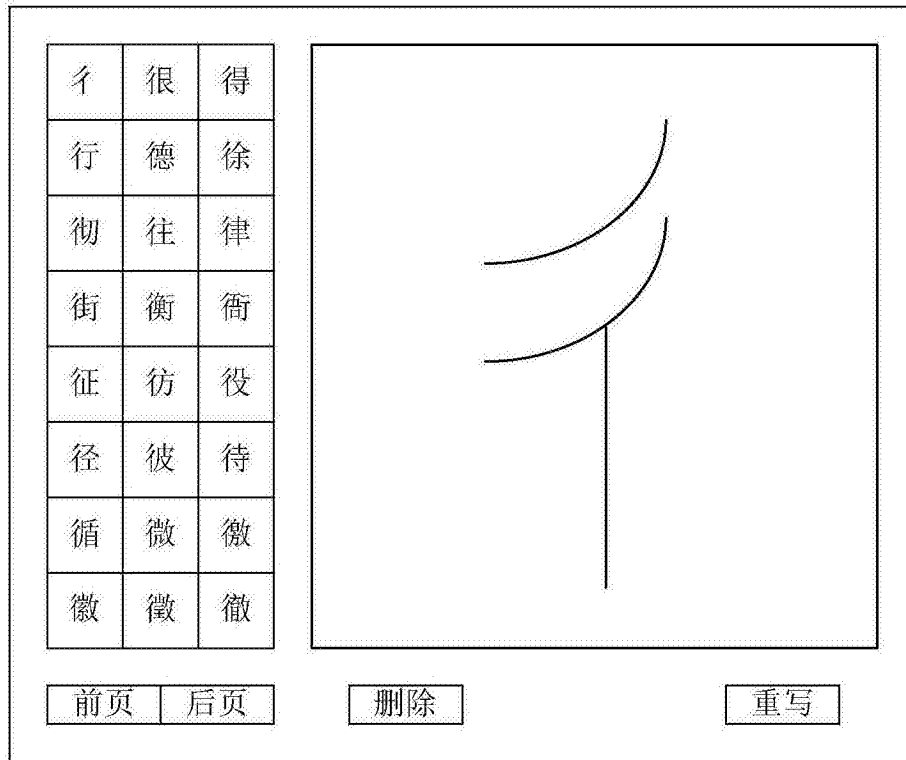 彳 很 得
行 德 徐
彻 往 律
街 衡 衙
征 彷 役
径 彼 待
循 微 徼
徽 徵 徹
前页 后页 删除 重写